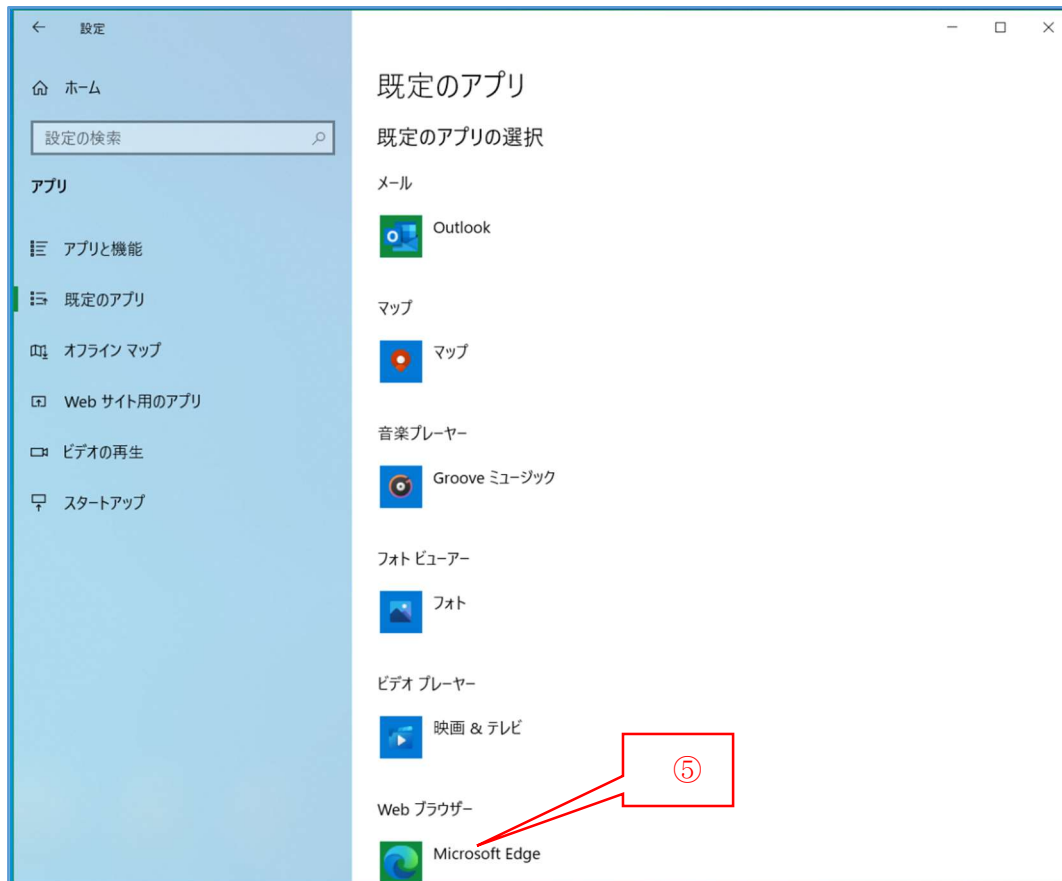 設定
ホーム
設定の検索
アプリ
アプリと機能
既定のアプリ
オフライン マップ
Web サイト用のアプリ
ビデオの再生
スタートアップ
既定のアプリ
既定のアプリの選択
メール
Outlook
マップ
マップ
音楽プレーヤー
Groove ミュージック
フォト ビューアー
フォト
ビデオ プレーヤー
映画 & テレビ
⑤
Web ブラウザー
Microsoft Edge